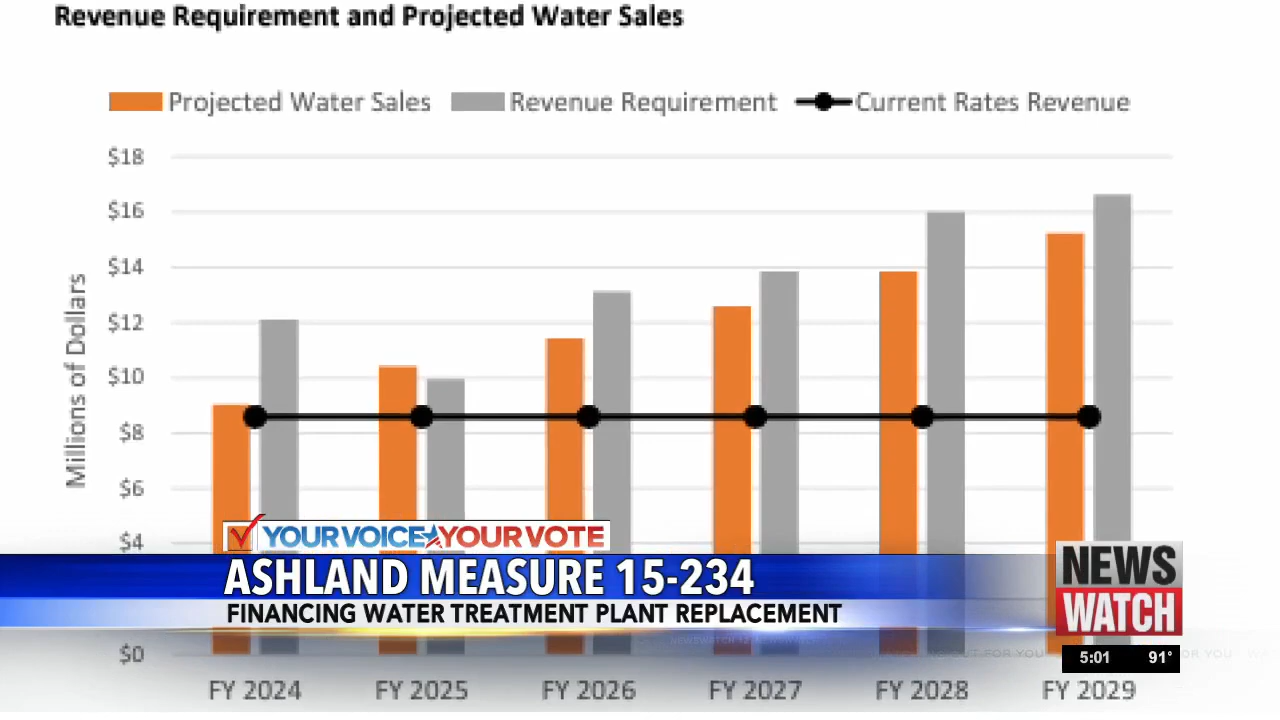 Revenue Requirement and Projected Water Sales
Projected Water Sales Revenue Requirement Current Rates Revenue
$18
$16
$14
$12
$10
$8
$6
$4
$0
Millions of Dollars
YOUR VOICE YOUR VOTE
ASHLAND MEASURE 15-234
FINANCING WATER TREATMENT PLANT REPLACEMENT
NEWS
WATCH
5:01 91°
FY 2024 FY 2025 FY 2026 FY 2027 FY 2028 FY 2029